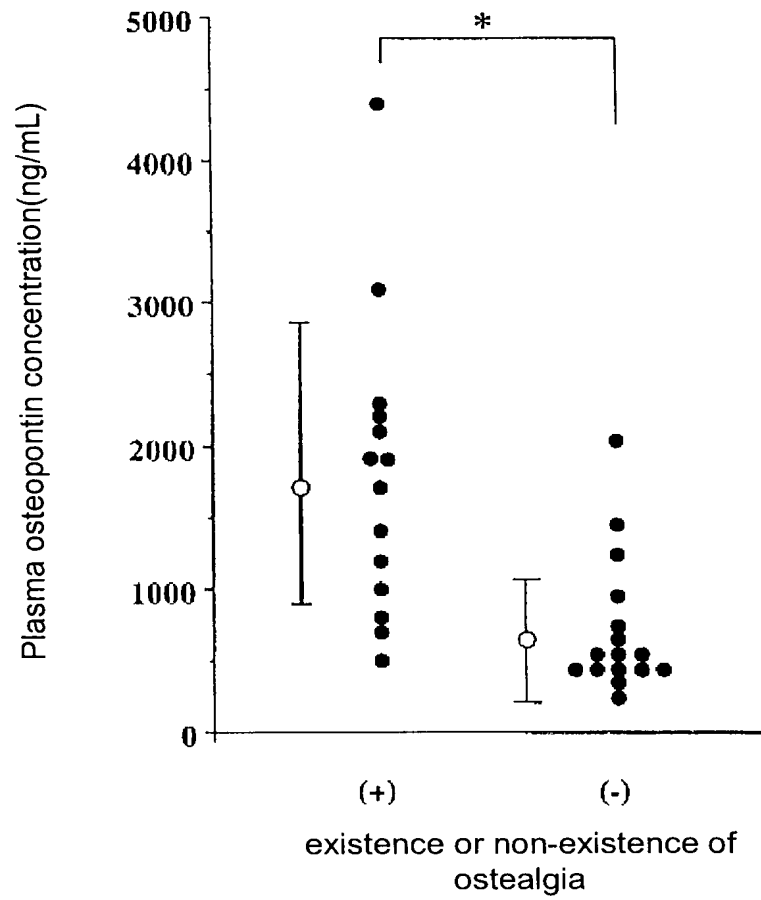 *
5000
4000
3000
2000
1000
0
Plasma osteopontin concentration(ng/mL)
(+) (-)
existence or non-existence of
ostealgia